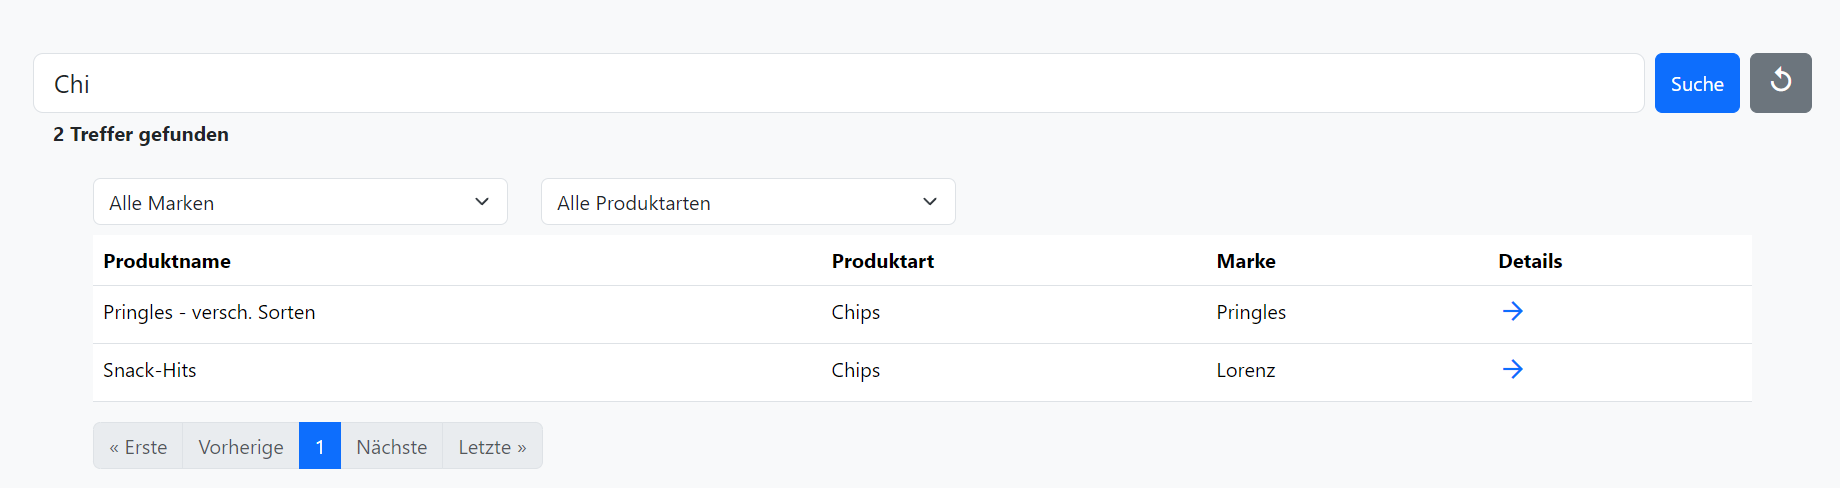 Chi
Suche
2 Treffer gefunden
Alle Marken
Alle Produktarten
Produktname Produktart Marke Details
Pringles - versch. Sorten Chips Pringles
Snack-Hits Chips Lorenz
« Erste Vorherige 1 Nächste Letzte »